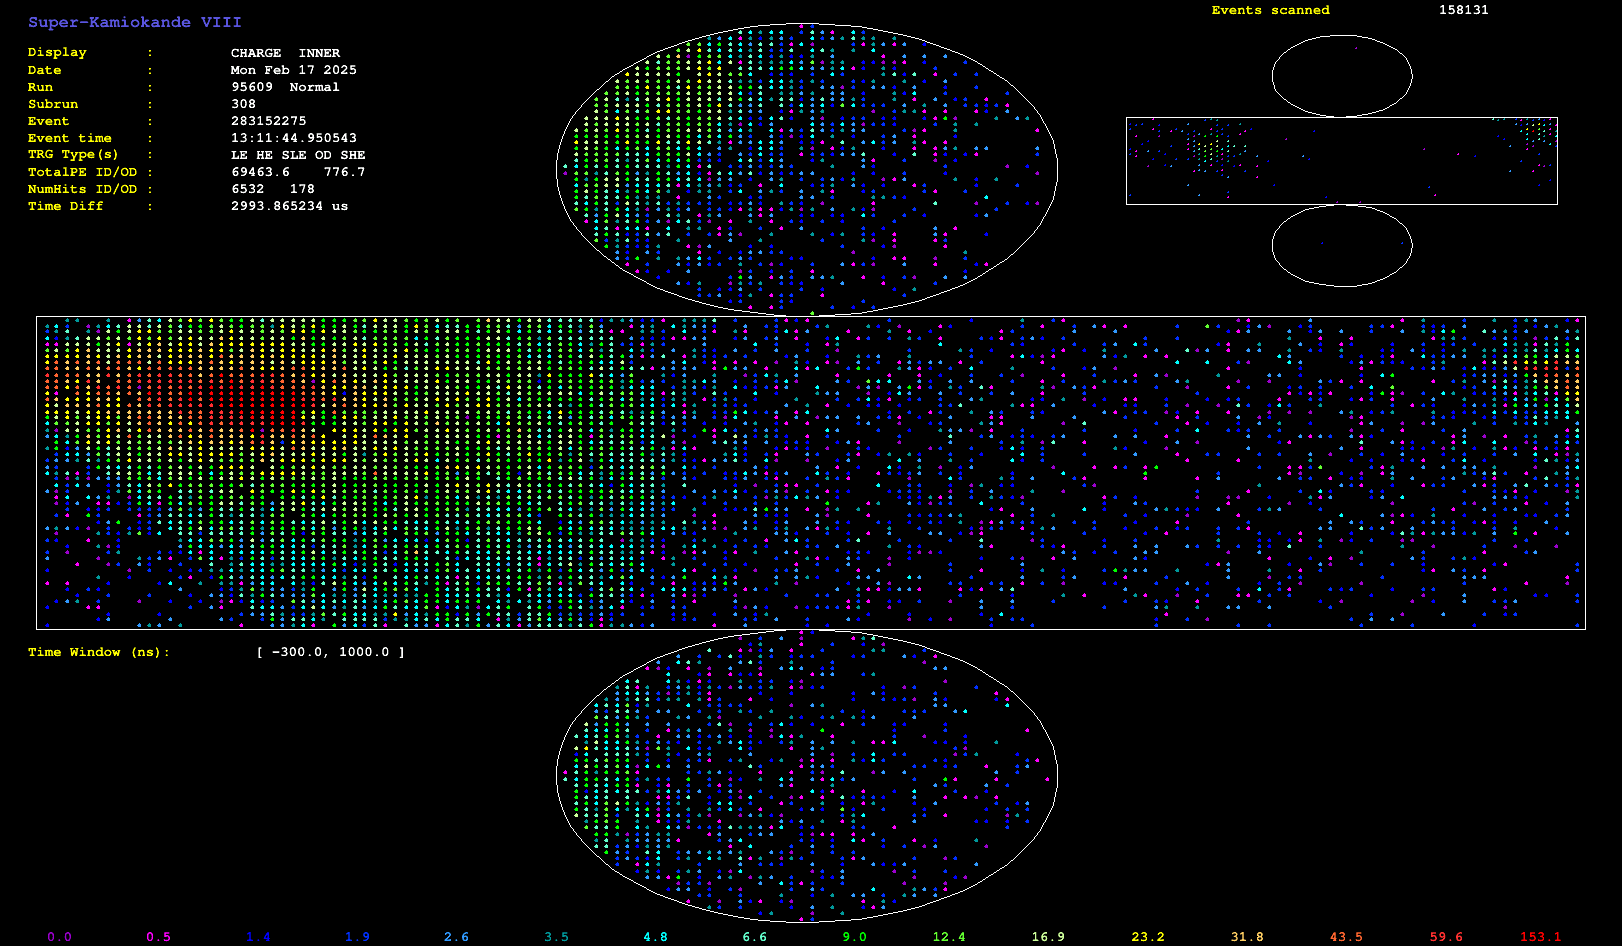 Super-Kamiokande VIII
Events scanned 158131
Display : CHARGE INNER
Date : Mon Feb 17 2025
Run : 95609 Normal
Subrun : 308
Event : 283152275
Event time : 13:11:44.950543
TRG Type(s) : LE HE SLE OD SHE
TotalPE ID/OD : 69463.6 776.7
NumHits ID/OD : 6532 178
Time Diff : 2993.865234 us
Time Window (ns): [ -300.0, 1000.0 ]
0.0 0.5 1.4 1.9 2.6 3.5 4.8 6.6 9.0 12.4 16.9 23.2 31.8 43.5 59.6 153.1